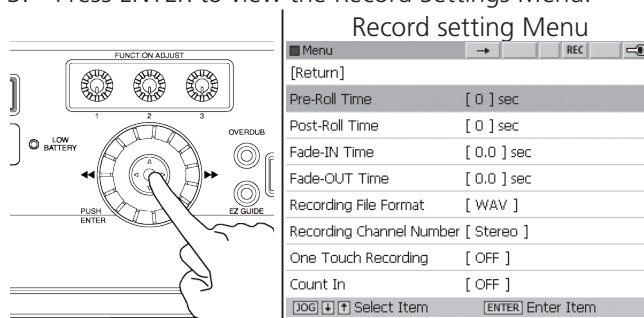 Press ENTER to view the Record Settings Menu.
FUNCTION ADJUST
1 2 3
LOW
BATTERY
OVERDUB
PUSH
ENTER
EZ GUIDE
Record setting Menu
Menu → REC
[Return]
Pre-Roll Time [ 0 ] sec
Post-Roll Time [ 0 ] sec
Fade-IN Time [ 0.0 ] sec
Fade-OUT Time [ 0.0 ] sec
Recording File Format [ WAV ]
Recording Channel Number [ Stereo ]
One Touch Recording [ OFF ]
Count In [ OFF ]
JOG ↓ ↑ Select Item ENTER Enter Item